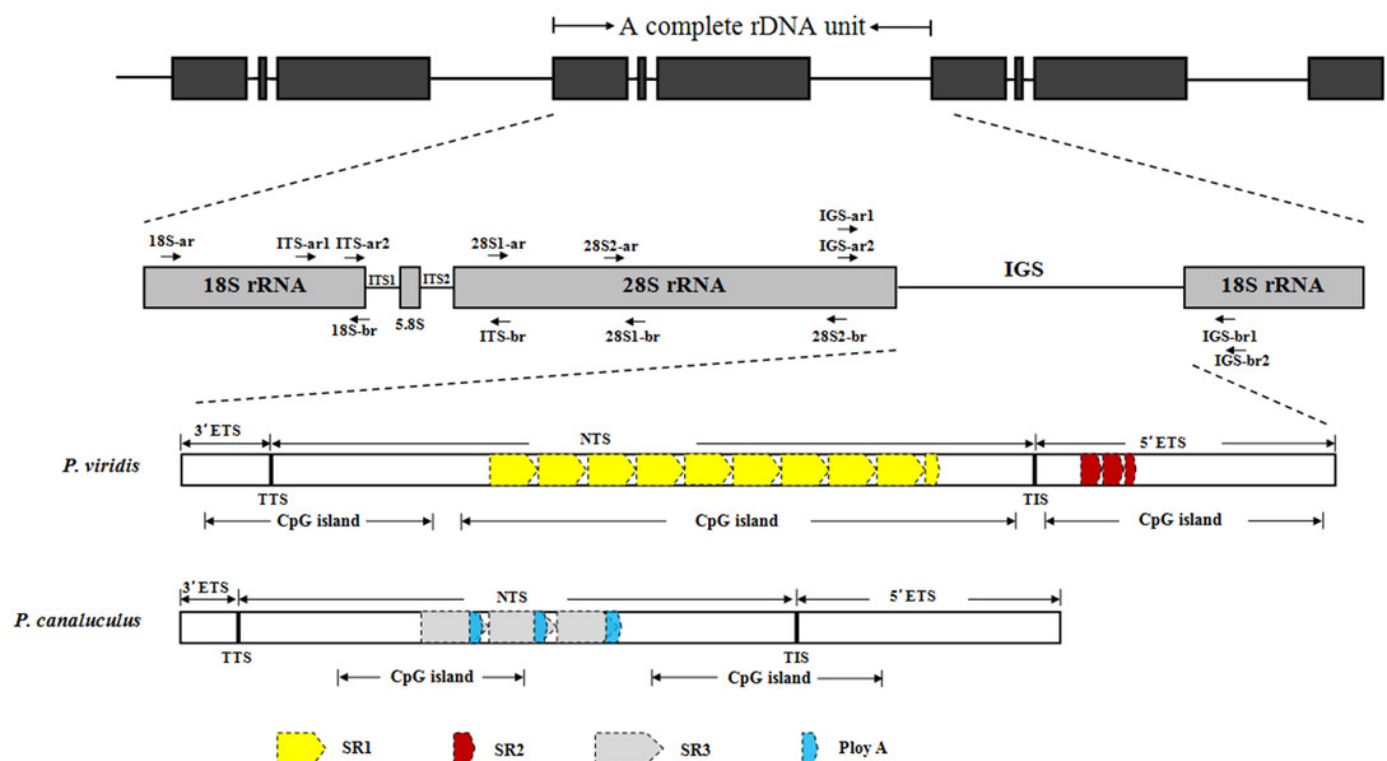 A complete rDNA unit
IGS-ar1
18S-ar ITS-ar1 ITS-ar2 28S1-ar 28S2-ar IGS-ar2
18S rRNA ITS1 ITS2 28S rRNA IGS 18S rRNA
18S-br 5.8S ITS-br 28S1-br 28S2-br IGS-br1
IGS-br2
3' ETS NTS 5' ETS
P. viridis
TTS TIS
CpG island CpG island CpG island
3' ETS NTS 5' ETS
P. canaluculus
TTS TIS
CpG island CpG island
SR1 SR2 SR3 Ploy A